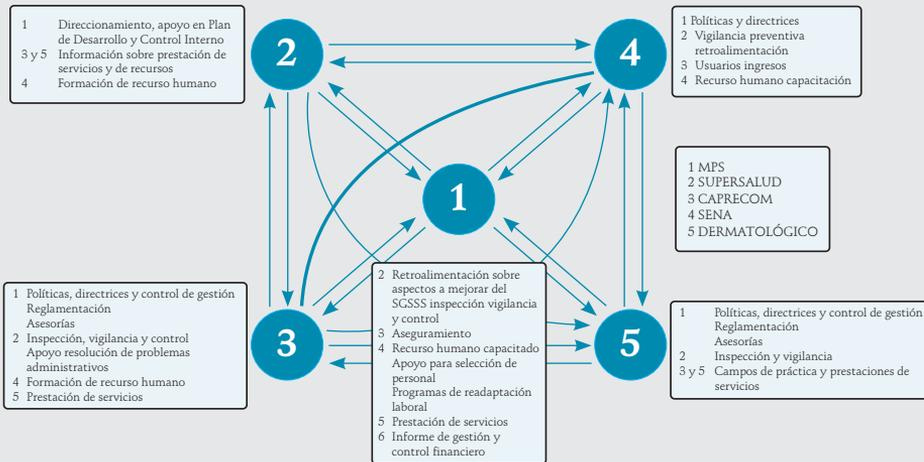 1 Direccionamiento, apoyo en Plan
de Desarrollo y Control Interno
3 y 5 Información sobre prestación de
servicios y de recursos
4 Formación de recurso humano
2
4
1 Políticas y directrices
2 Vigilancia preventiva
retroalimentación
3 Usuarios ingresos
4 Recurso humano capacitación
1
1 MPS
2 SUPERSALUD
3 CAPRECOM
4 SENA
5 DERMATOLÓGICO
1 Políticas, directrices y control de gestión
Reglamentación
Asesorías
2 Inspección, vigilancia y control
Apoyo resolución de problemas
administrativos
4 Formación de recurso humano
5 Prestación de servicios
3
2 Retroalimentación sobre
aspectos a mejorar del
SGSSS inspección vigilancia
y control
3 Aseguramiento
4 Recurso humano capacitado
Apoyo para selección de
personal
Programas de readaptación
laboral
5 Prestación de servicios
6 Informe de gestión y
control financiero
5
1 Políticas, directrices y control de gestión
Reglamentación
Asesorías
2 Inspección y vigilancia
3 y 5 Campos de práctica y prestaciones de
servicios